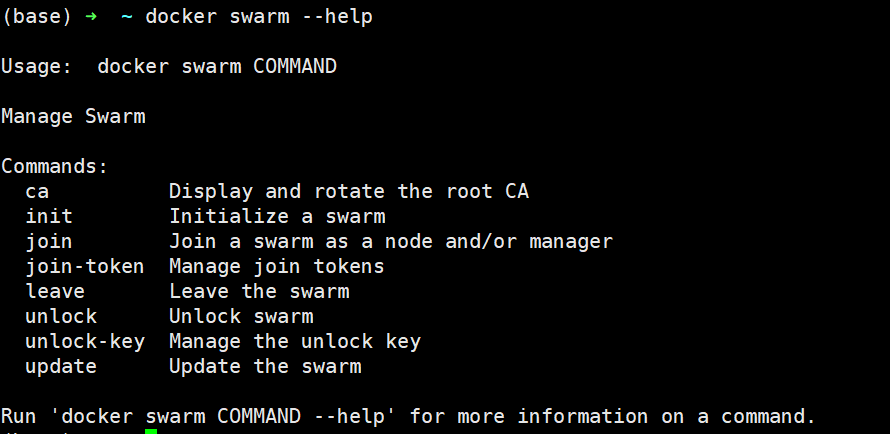 (base) ➜ ~ docker swarm --help
Usage:  docker swarm COMMAND
Manage Swarm
Commands:
  ca          Display and rotate the root CA
  init        Initialize a swarm
  join        Join a swarm as a node and/or manager
  join-token  Manage join tokens
  leave       Leave the swarm
  unlock      Unlock swarm
  unlock-key  Manage the unlock key
  update      Update the swarm
Run 'docker swarm COMMAND --help' for more information on a command.